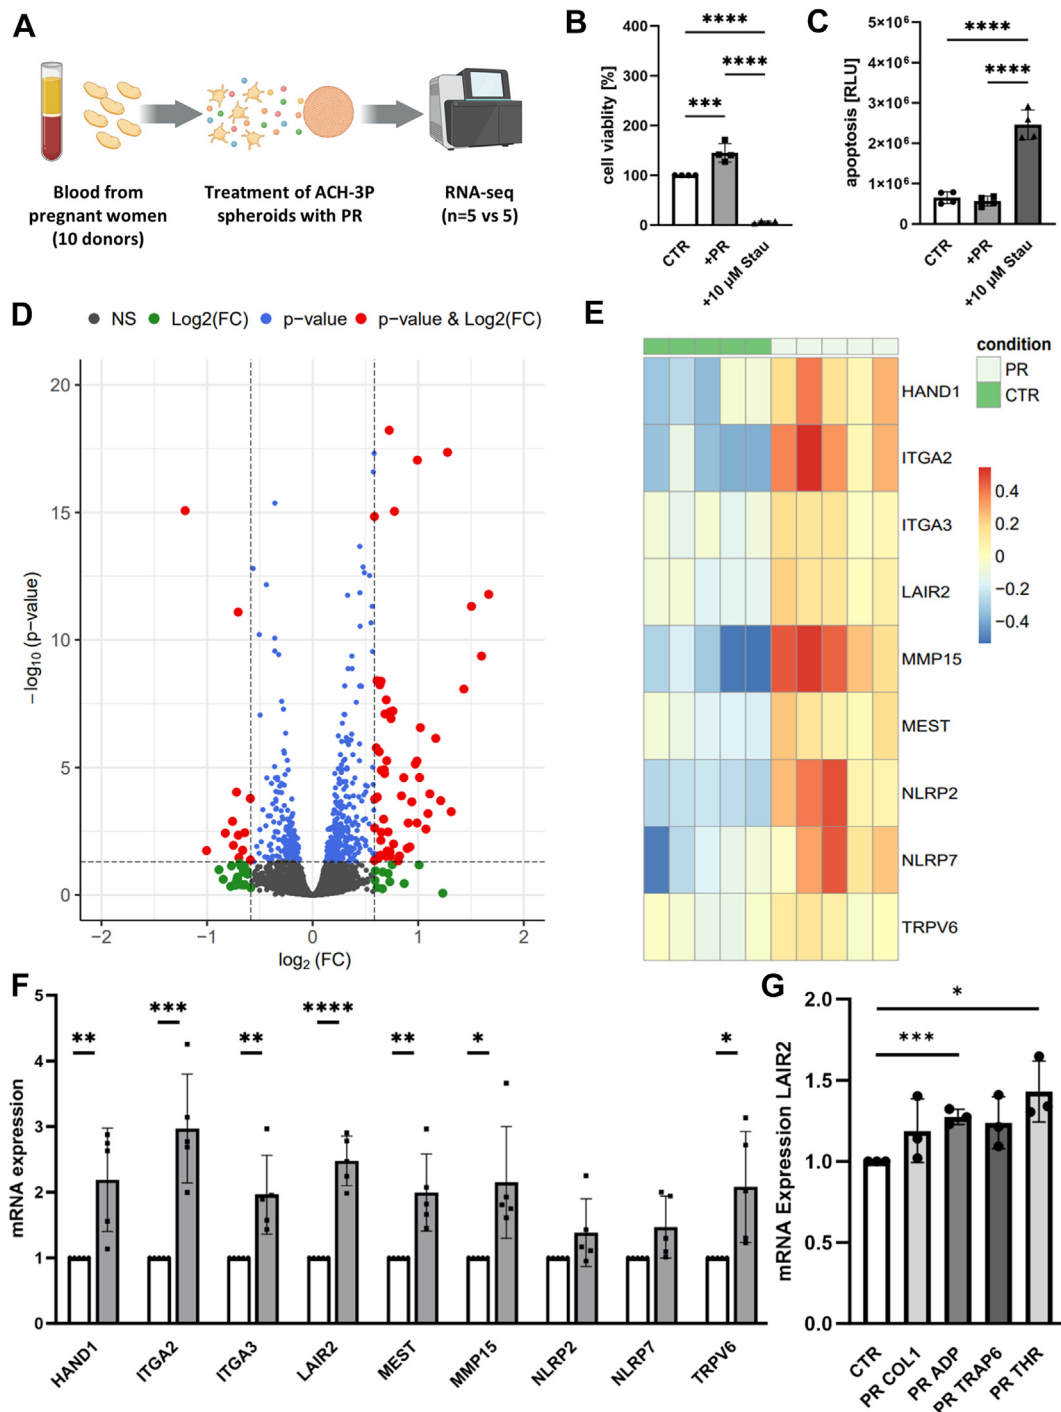 A
Blood from
pregnant women
(10 donors)
Treatment of ACH-3P
spheroids with PR
RNA-seq
(n=5 vs 5)
B
****
****
***
cell viablity [%]
400
300
200
100
0
CTR
+PR
+10 µM Stau
C
****
****
apoptosis [RLU]
5×10⁶
4×10⁶
3×10⁶
2×10⁶
1×10⁶
0
CTR
+PR
+10 µM Stau
D
NS
Log2(FC)
p−value
p−value & Log2(FC)
−log₁₀ (p−value)
20
15
10
5
0
−2
−1
0
1
2
log₂ (FC)
E
condition
PR
CTR
HAND1
ITGA2
ITGA3
LAIR2
MMP15
MEST
NLRP2
NLRP7
TRPV6
0.4
0.2
0
−0.2
−0.4
F
mRNA expression
5
4
3
2
1
0
**
***
**
****
**
*
*
HAND1
ITGA2
ITGA3
LAIR2
MEST
MMP15
NLRP2
NLRP7
TRPV6
G
mRNA Expression LAIR2
2.0
1.5
1.0
0.5
0.0
*
***
CTR
PR COL1
PR ADP
PR TRAP6
PR THR